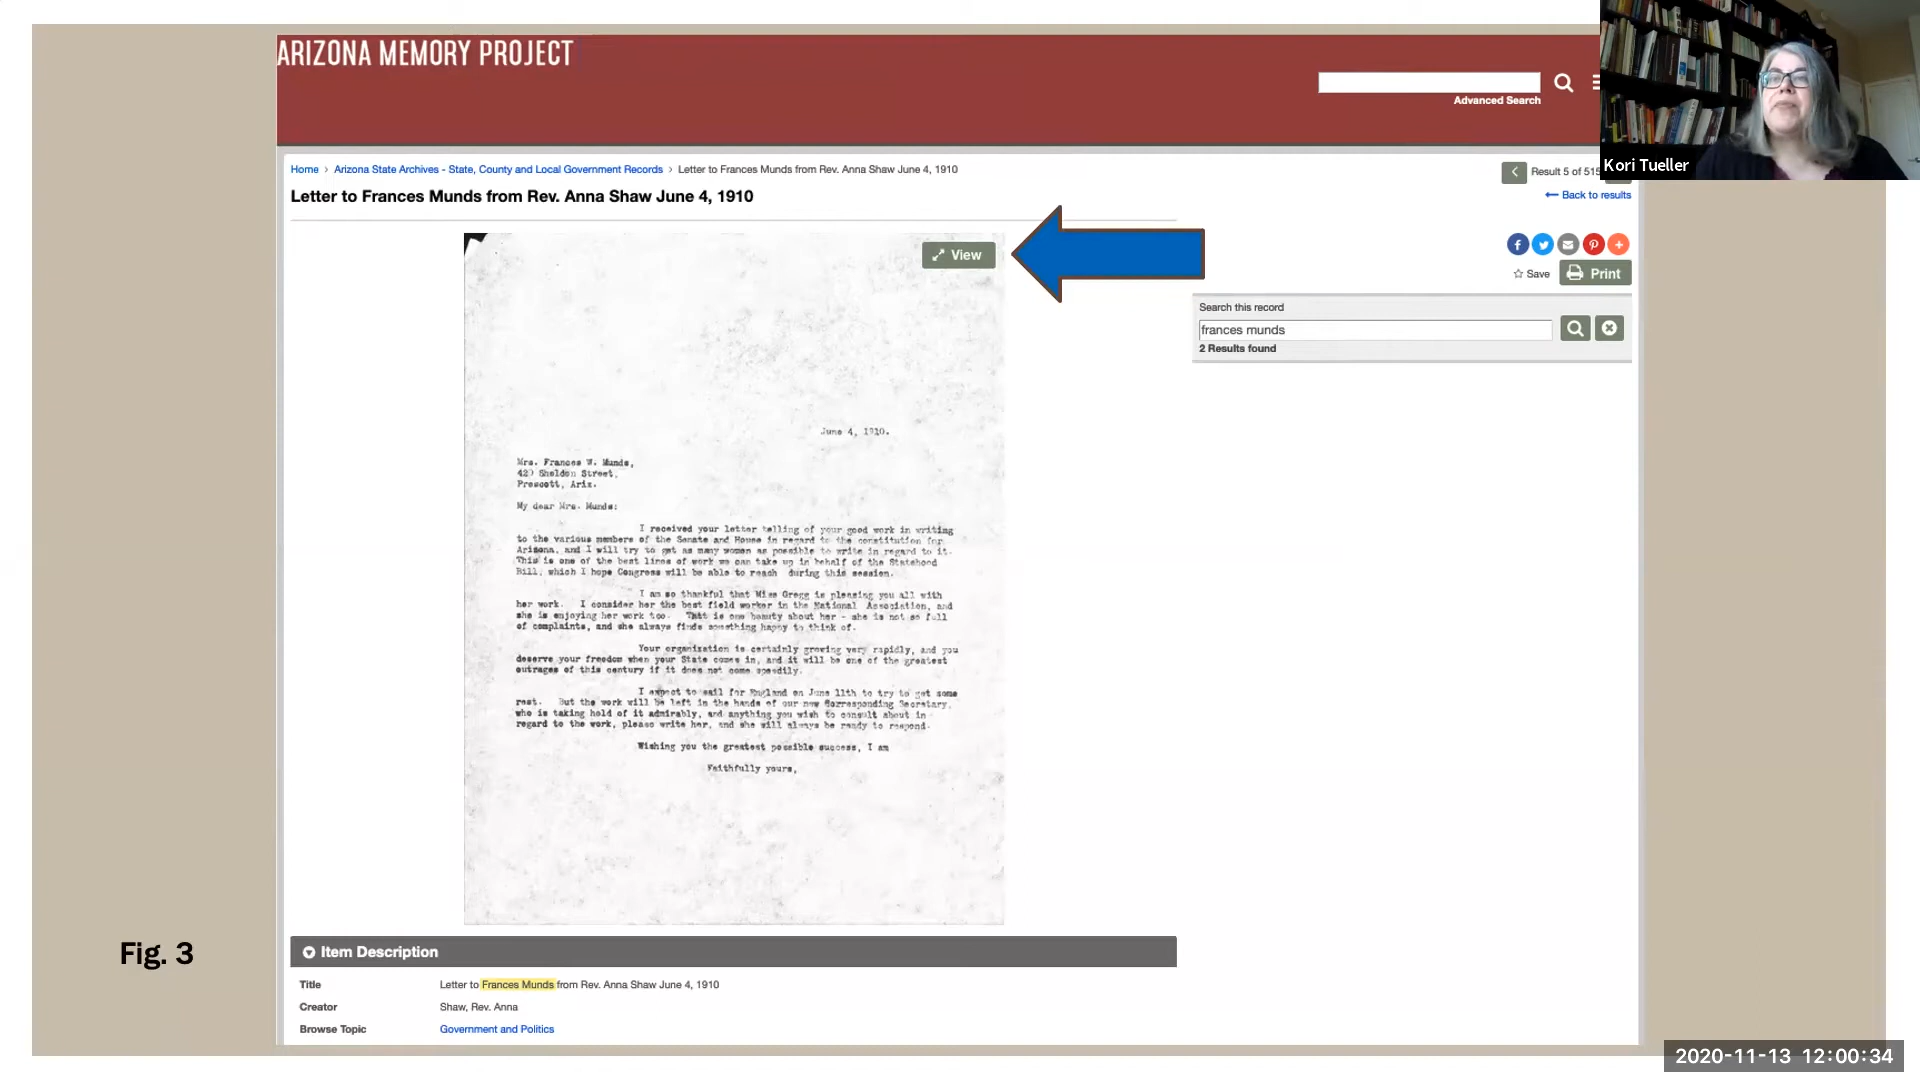 ARIZONA MEMORY PROJECT
Advanced Search
Kori Tueller
Home › Arizona State Archives - State, County and Local Government Records › Letter to Frances Munds from Rev. Anna Shaw June 4, 1910
Result 5 of 515
Back to results
Letter to Frances Munds from Rev. Anna Shaw June 4, 1910
View
Save
Print
Search this record
frances munds
2 Results found
June 4, 1910.
Mrs. Frances W. Munds,
Sheldon Street,
Prescott, Ariz.
My dear Mrs. Munds:
I received your letter telling of your good work in writing
to the various members of the Senate and House in regard to the constitution for
Arizona, and I will try to get as many women as possible to write in regard to it.
This is one of the best lines of work we can take up in behalf of the Statehood
Bill, which I hope Congress will be able to reach during this session.
I am so thankful that Miss Gregg is pleasing you all with
her work. I consider her the best field worker in the National Association, and
she is enjoying her work too. That is one beauty about her - she is not so full
of complaints, and she always finds something happy to think of.
Your organization is certainly growing very rapidly, and you
deserve your freedom when your State comes in, and it will be one of the greatest
outrages of this century if it does not come speedily.
I expect to sail for England on June 11th to try to get some
rest. But the work will be left in the hands of our new Corresponding Secretary,
who is taking hold of it admirably, and anything you wish to consult about in
regard to the work, please write her, and she will always be ready to respond.
Wishing you the greatest possible success, I am
Faithfully yours,
Fig. 3
Item Description
Title Letter to Frances Munds from Rev. Anna Shaw June 4, 1910
Creator Shaw, Rev. Anna
Browse Topic Government and Politics
2020-11-13 12:00:34